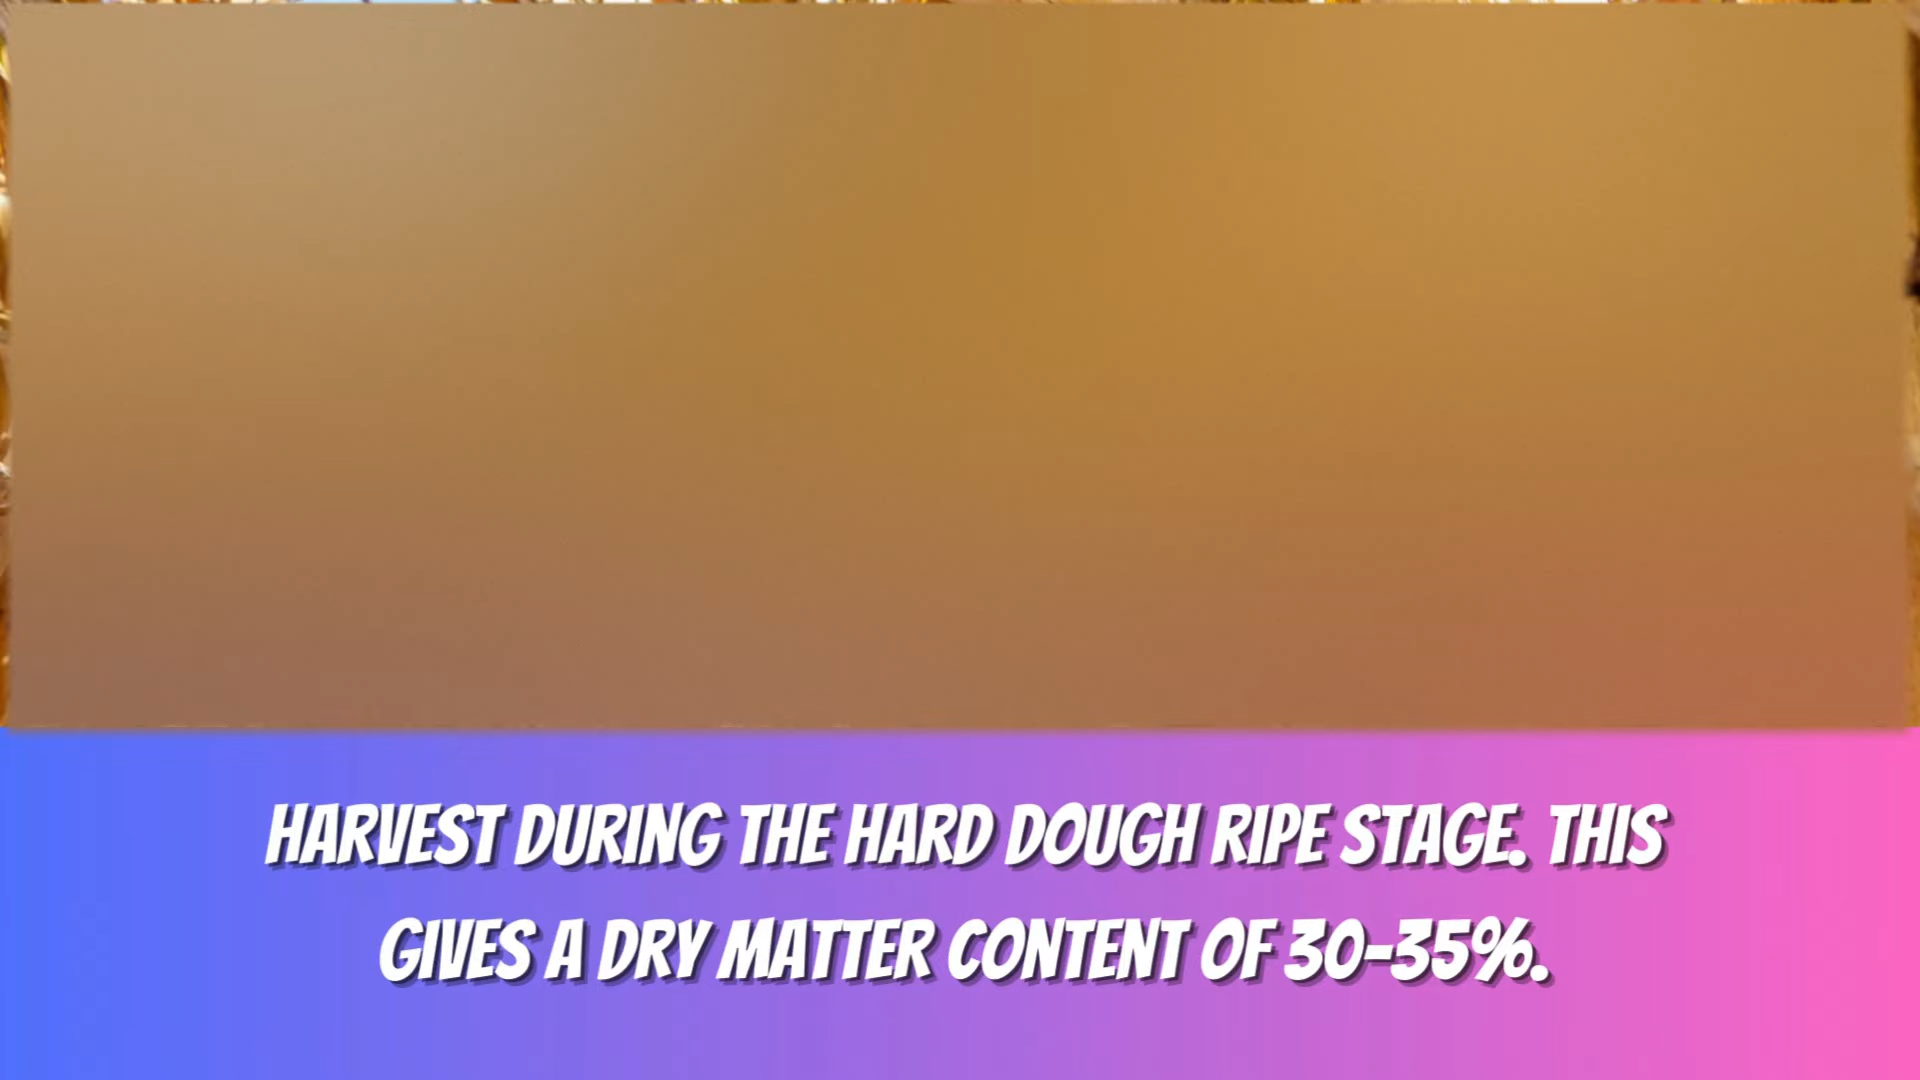 HARVEST DURING THE HARD DOUGH RIPE STAGE. THIS
GIVES A DRY MATTER CONTENT OF 30-35%.